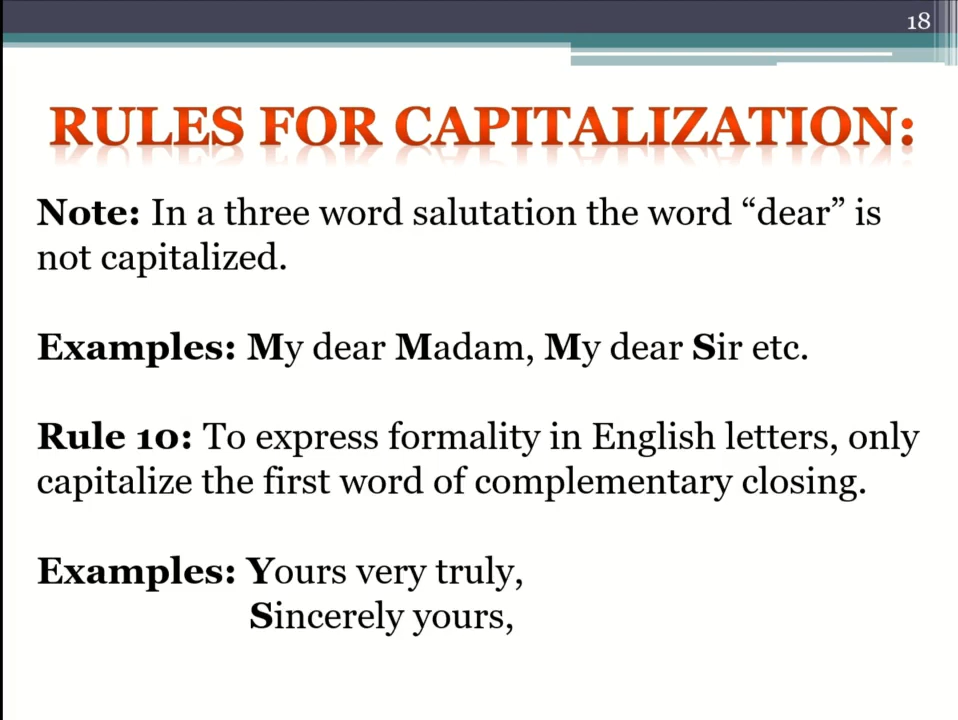 18
RULES FOR CAPITALIZATION:
Note: In a three word salutation the word “dear” is
not capitalized.
Examples: My dear Madam, My dear Sir etc.
Rule 10: To express formality in English letters, only
capitalize the first word of complementary closing.
Examples: Yours very truly,
Sincerely yours,